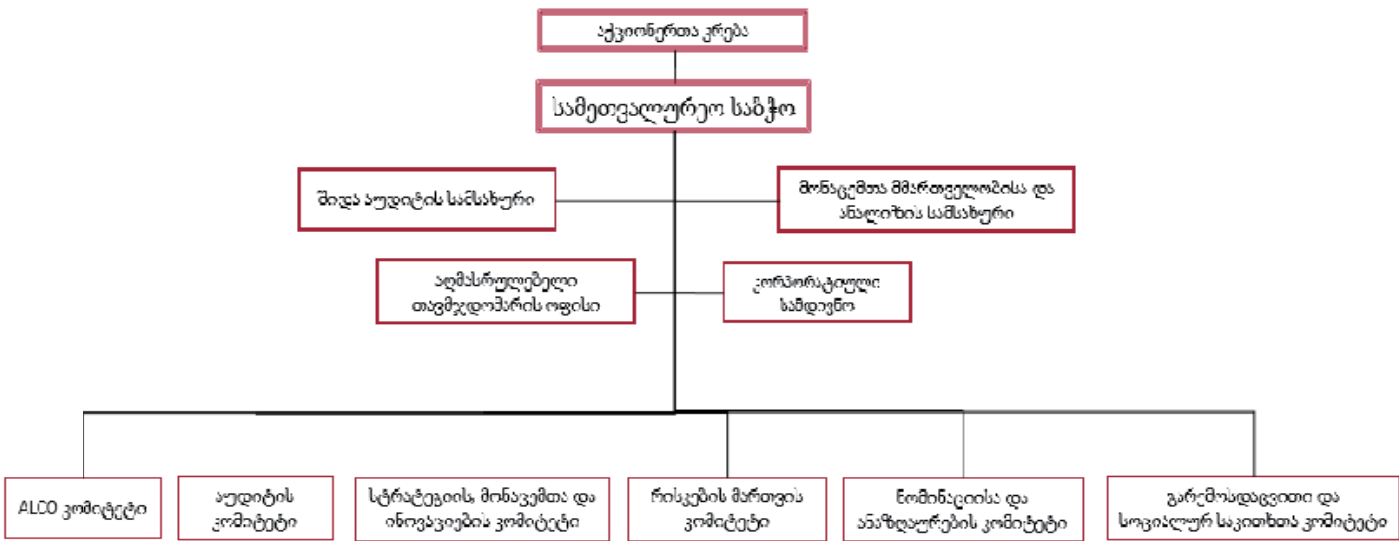 აქციონერთა კრება
სამეთვალყურეო საბჭო
შიდა აუდიტის სამსახური
მონაცემთა მმართველობისა და
ანალიზის სამსახური
აღმასრულებელი
თავმჯდომარის ოფისი
კორპორატიული
სამდივნო
ALCO კომიტეტი
აუდიტის
კომიტეტი
სტრატეგიის, მონაცემთა და
ინოვაციების კომიტეტი
რისკების მართვის
კომიტეტი
ნომინაციისა და
ანაზღაურების კომიტეტი
გარემოსდაცვითი და
სოციალურ საკითხთა კომიტეტი